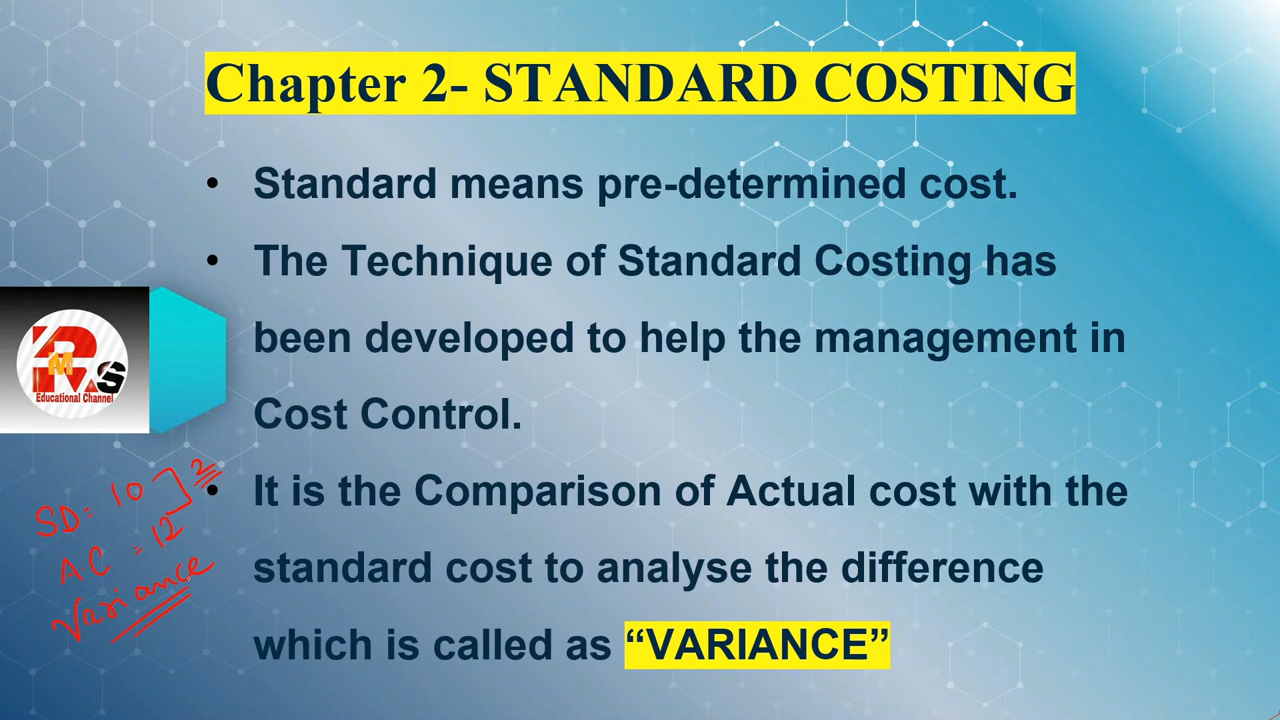 Chapter 2- STANDARD COSTING
• Standard means pre-determined cost.
• The Technique of Standard Costing has
been developed to help the management in
Cost Control.
• It is the Comparison of Actual cost with the
standard cost to analyse the difference
which is called as “VARIANCE”
RMS
Educational Channel
SD = 10
2
AC = 12
Variance